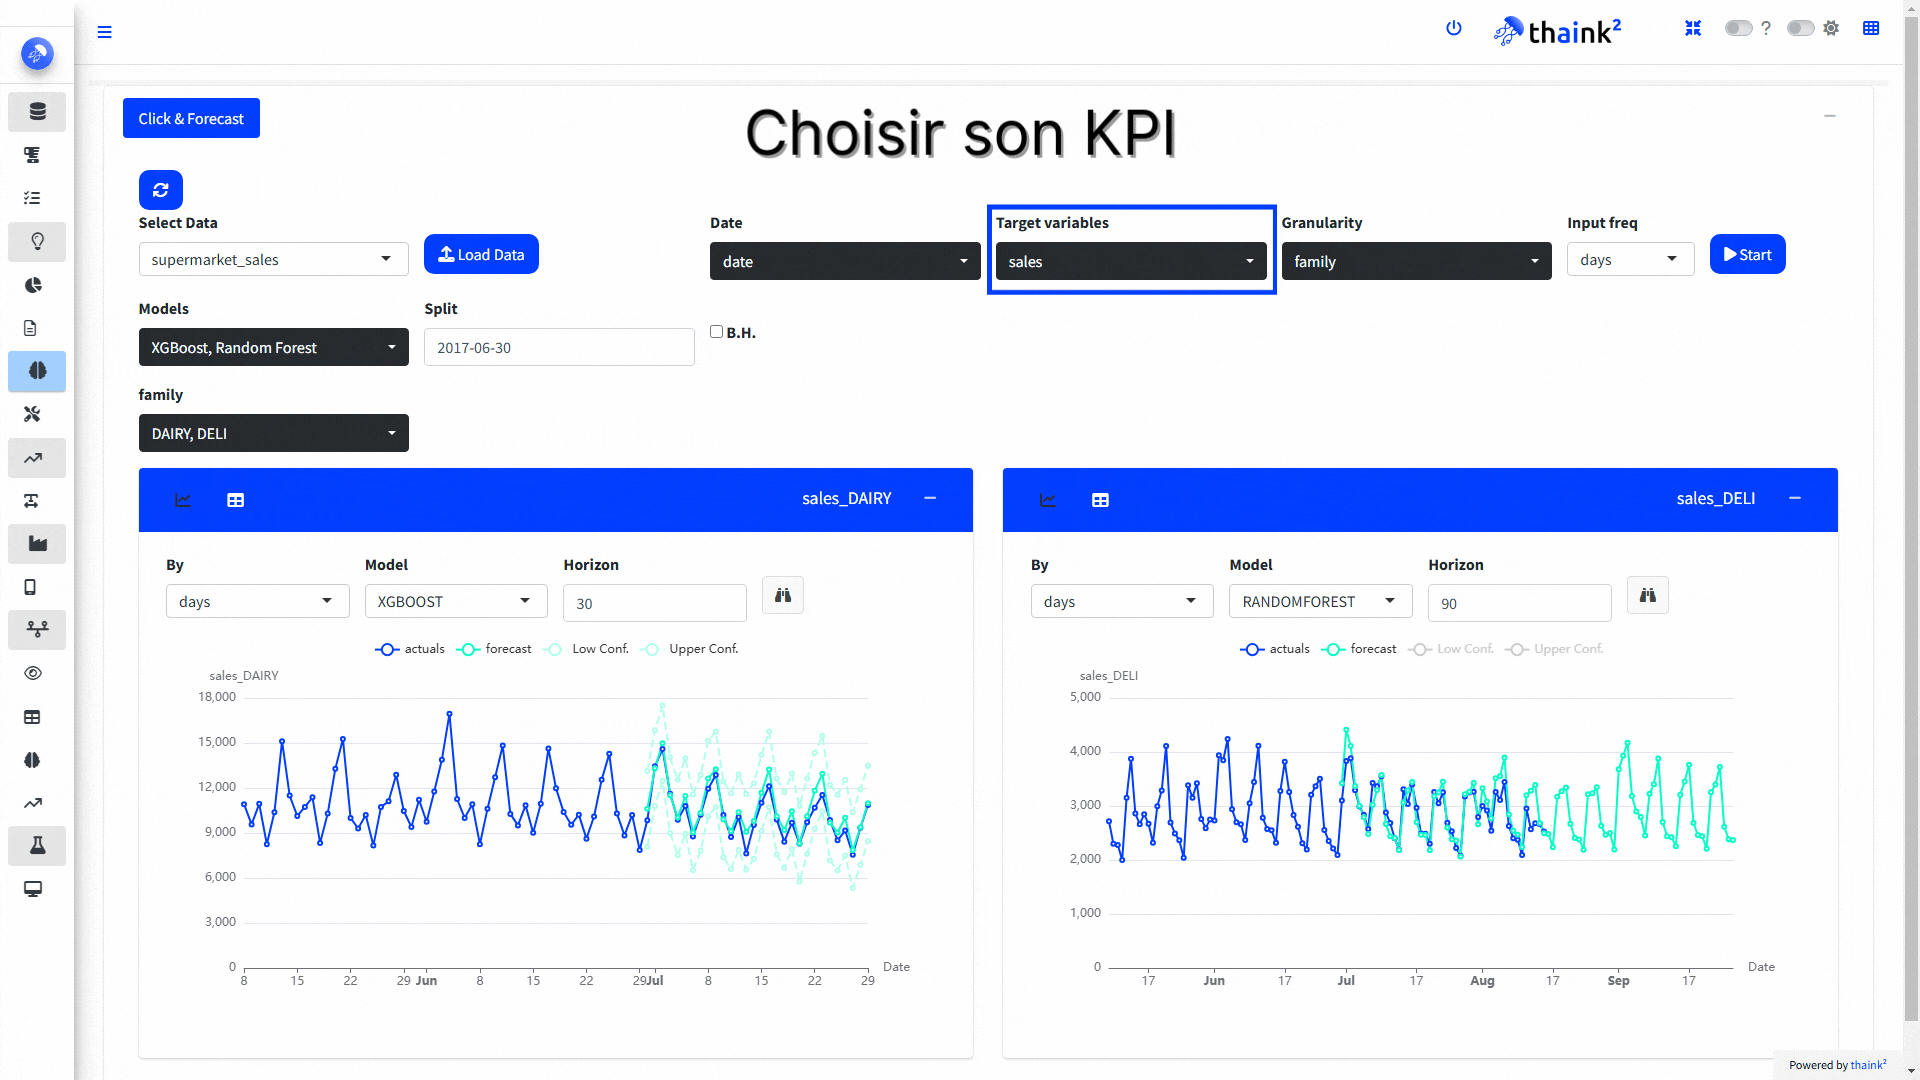 thaink²
?
Click & Forecast
Choisir son KPI
Select Data
Date
Target variables
Granularity
Input freq
supermarket_sales
Load Data
date
sales
family
days
Start
Models
Split
XGBoost, Random Forest
2017-06-30
B.H.
family
DAIRY, DELI
sales_DAIRY
By
Model
Horizon
days
XGBOOST
30
actuals
forecast
Low Conf.
Upper Conf.
sales_DAIRY
18,000
15,000
12,000
9,000
6,000
3,000
0
Date
8 15 22 29 Jun 8 15 22 29 Jul 8 15 22 29
sales_DELI
By
Model
Horizon
days
RANDOMFOREST
90
actuals
forecast
Low Conf.
Upper Conf.
sales_DELI
5,000
4,000
3,000
2,000
1,000
0
Date
17 Jun 17 Jul 17 Aug 17 Sep 17
Powered by thaink²